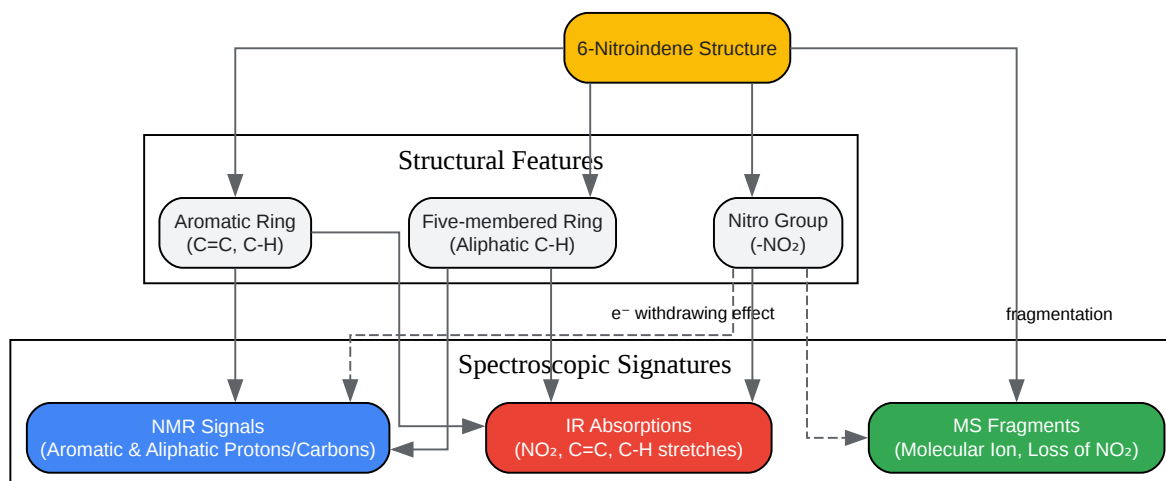 6-Nitroindene Structure
Structural Features
Aromatic Ring
(C=C, C-H)
Five-membered Ring
(Aliphatic C-H)
Nitro Group
(-NO₂)
e⁻ withdrawing effect
fragmentation
Spectroscopic Signatures
NMR Signals
(Aromatic & Aliphatic Protons/Carbons)
IR Absorptions
(NO₂, C=C, C-H stretches)
MS Fragments
(Molecular Ion, Loss of NO₂)